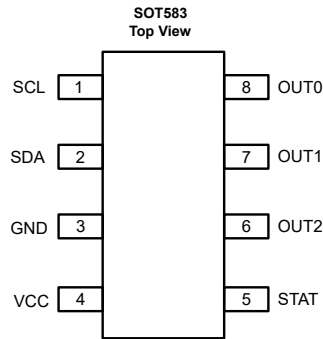 SOT583
Top View
SCL 1 8 OUT0
SDA 2 7 OUT1
GND 3 6 OUT2
VCC 4 5 STAT